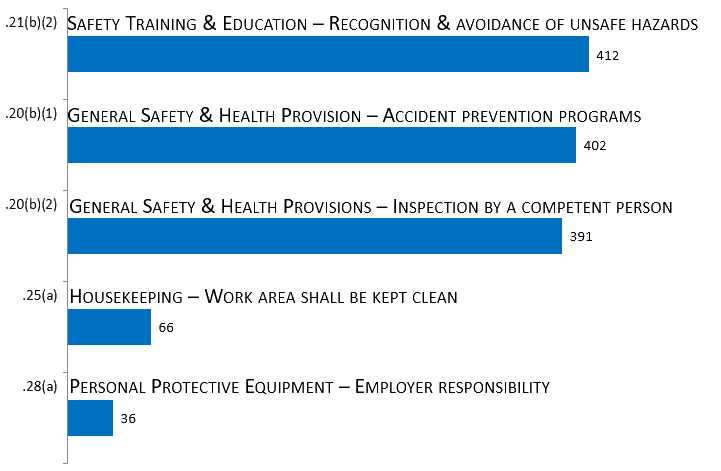 .21(b)(2) Safety Training & Education – Recognition & avoidance of unsafe hazards
412
.20(b)(1) General Safety & Health Provision – Accident prevention programs
402
.20(b)(2) General Safety & Health Provisions – Inspection by a competent person
391
.25(a) Housekeeping – Work area shall be kept clean
66
.28(a) Personal Protective Equipment – Employer responsibility
36